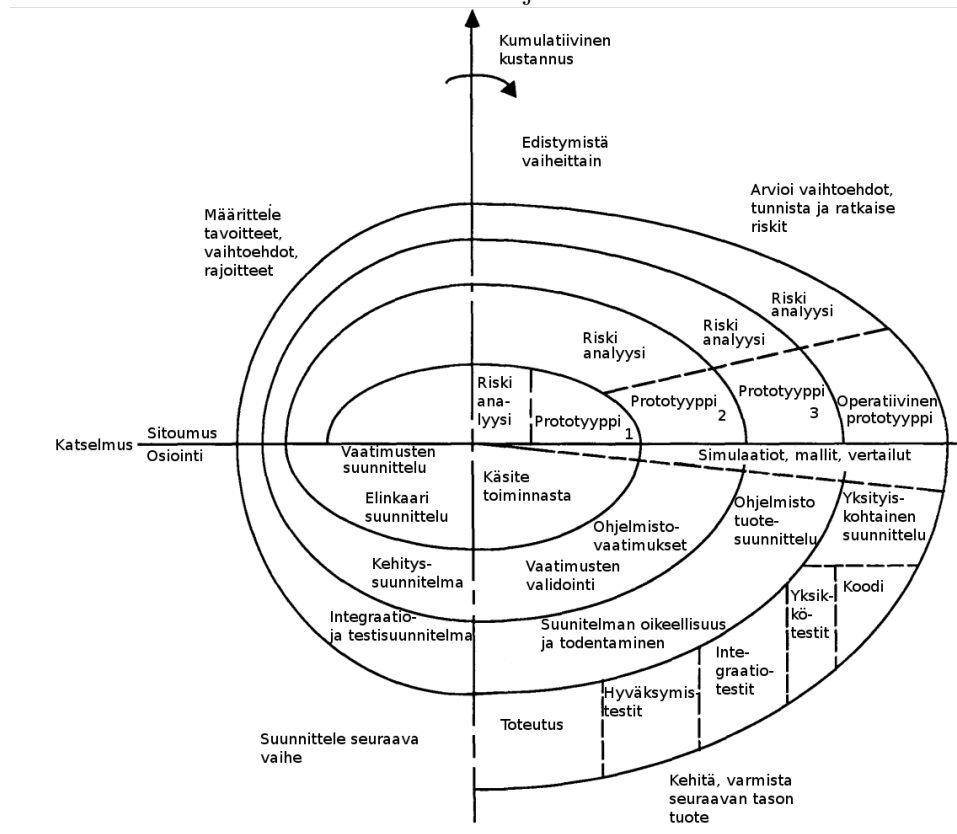 Kumulatiivinen
kustannus
Edistymistä
vaiheittain
Arvioi vaihtoehdot,
tunnista ja ratkaise
riskit
Määrittele
tavoitteet,
vaihtoehdot,
rajoitteet
Riski
analyysi
Riski
analyysi
Riski
analyysi
Riski
ana-
lyysi
Prototyyppi
1
Prototyyppi
2
Prototyyppi
3
Operatiivinen
prototyyppi
Katselmus
Sitoumus
Osiointi
Simulaatiot, mallit, vertailut
Vaatimusten
suunnittelu
Elinkaari
suunnittelu
Käsite
toiminnasta
Ohjelmisto-
vaatimukset
Ohjelmisto
tuote-
suunnittelu
Yksityis-
kohtainen
suunnittelu
Kehitys-
suunnitelma
Vaatimusten
validointi
Integraatio-
ja testisuunnitelma
Suunitelman oikeellisuus
ja todentaminen
Yksik-
kö-
testit
Koodi
Inte-
graatio-
testit
Hyväksymis-
testit
Toteutus
Suunnittele seuraava
vaihe
Kehitä, varmista
seuraavan tason
tuote